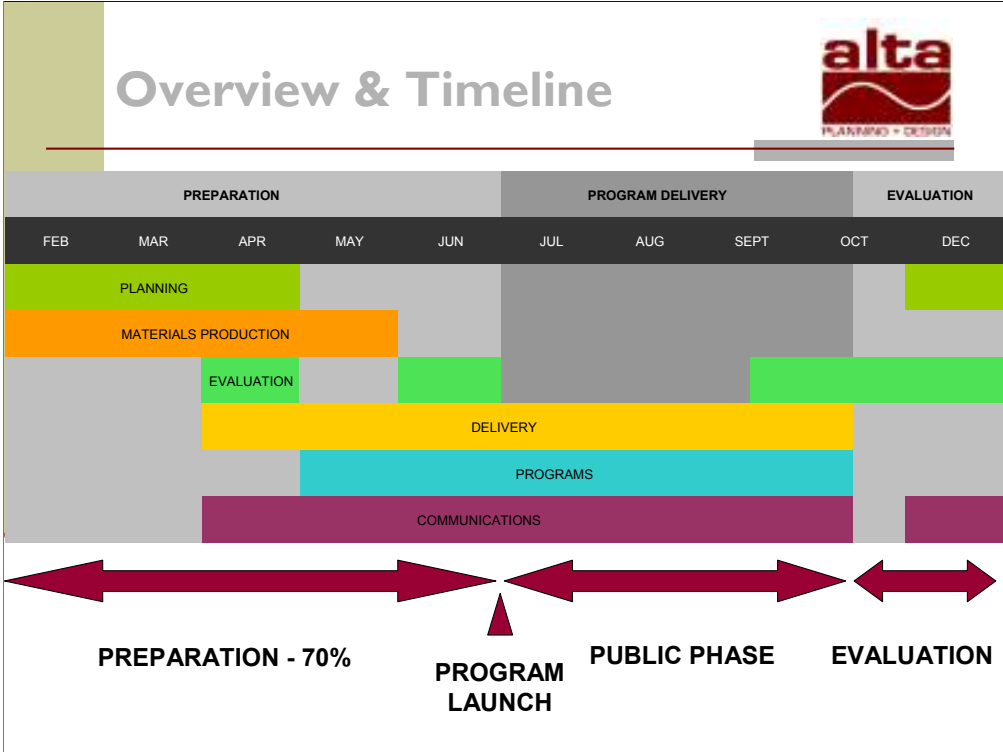 Overview & Timeline
alta
PLANNING + DESIGN
PREPARATION PROGRAM DELIVERY EVALUATION
FEB MAR APR MAY JUN JUL AUG SEPT OCT DEC
PLANNING
MATERIALS PRODUCTION
EVALUATION
DELIVERY
PROGRAMS
COMMUNICATIONS
PREPARATION - 70%
PROGRAM
LAUNCH
PUBLIC PHASE
EVALUATION